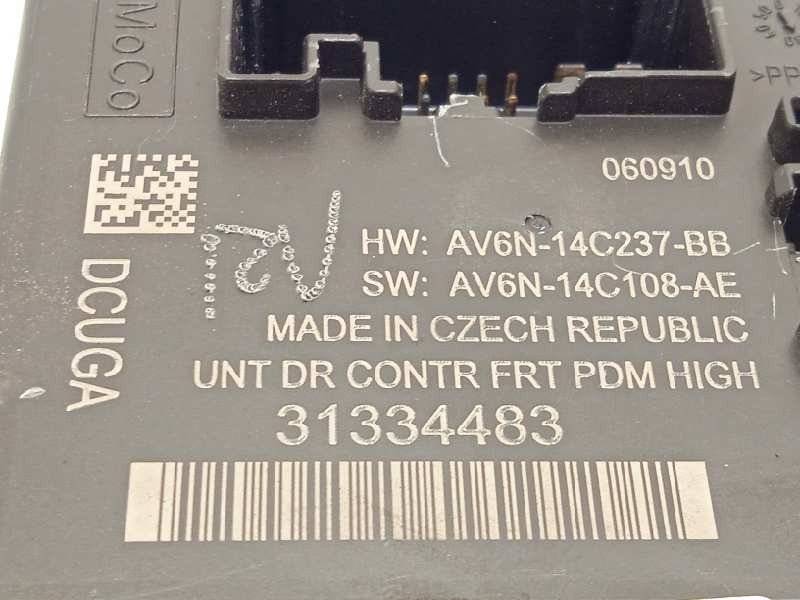 MoCo
>PP
060910
HW: AV6N-14C237-BB
SW: AV6N-14C108-AE
MADE IN CZECH REPUBLIC
UNT DR CONTR FRT PDM HIGH
31334483
DCUGA